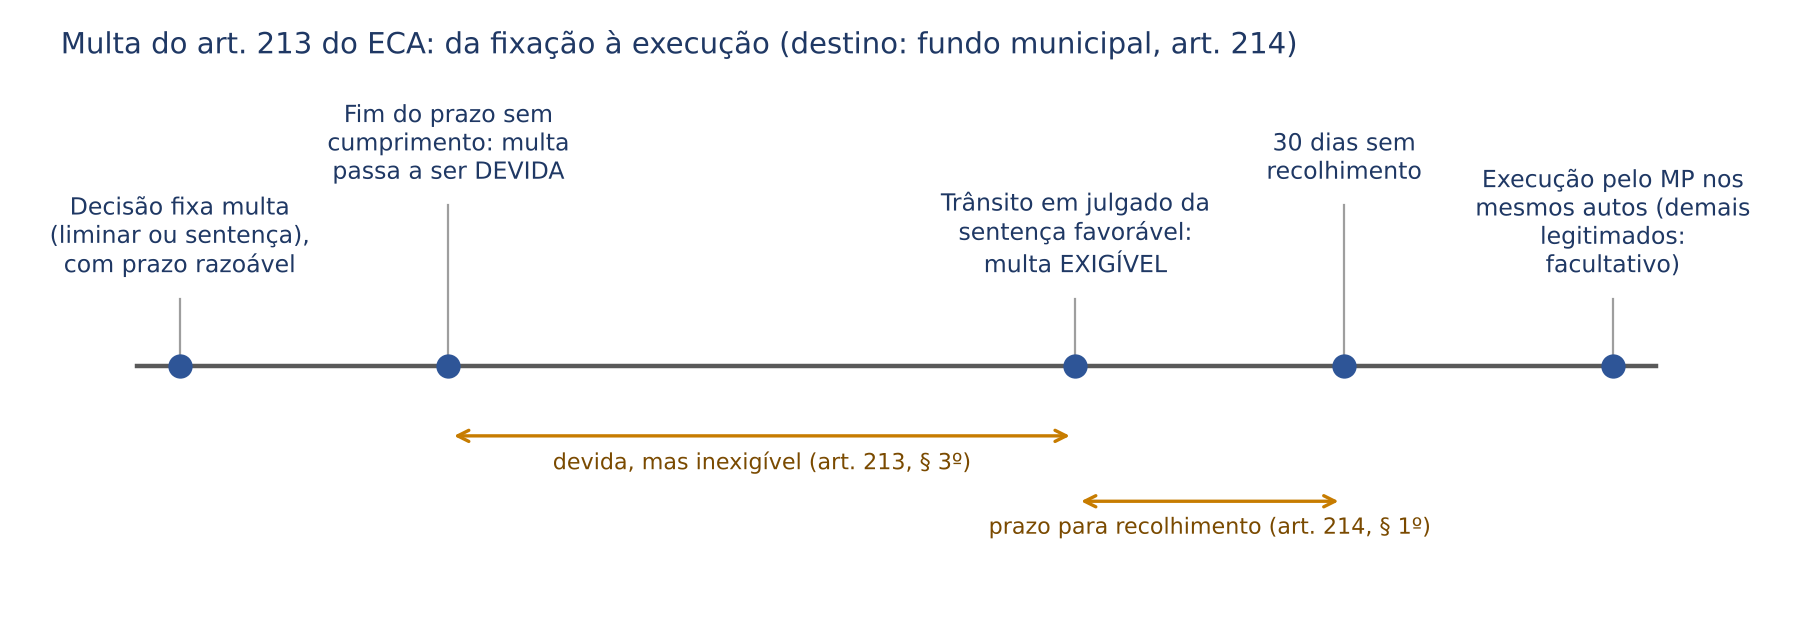 Multa do art. 213 do ECA: da fixação à execução (destino: fundo municipal, art. 214)
Decisão fixa multa
(liminar ou sentença),
com prazo razoável
Fim do prazo sem
cumprimento: multa
passa a ser DEVIDA
Trânsito em julgado da
sentença favorável:
multa EXIGÍVEL
30 dias sem
recolhimento
Execução pelo MP nos
mesmos autos (demais
legitimados:
facultativo)
devida, mas inexigível (art. 213, § 3º)
prazo para recolhimento (art. 214, § 1º)